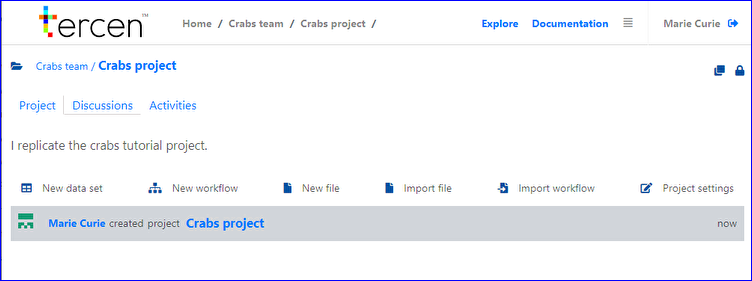 tercen™ Home / Crabs team / Crabs project / Explore Documentation Marie Curie
Crabs team / Crabs project
Project Discussions Activities
I replicate the crabs tutorial project.
New data set New workflow New file Import file Import workflow Project settings
Marie Curie created project Crabs project now